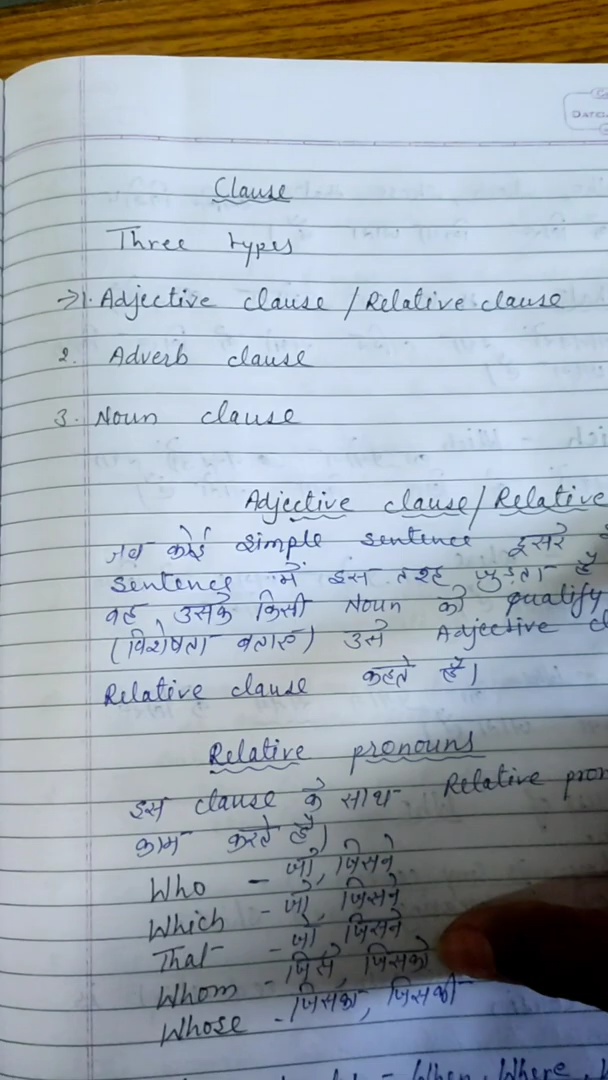 DATE
Clause
Three types
→1. Adjective clause / Relative clause
2. Adverb clause
3. Noun clause
Adjective clause / Relative
जब कोई simple sentence दूसरे
sentence में इस तरह जुड़ता है
वह उसके किसी Noun को qualify
(विशेषता बताए) उसे Adjective
Relative clause कहते है।
Relative pronouns
इस clause के साथ Relative
काम करते है।
Who - जो, जिसने
Which - जो, जिसने
That - जो, जिसने
Whom - जिसे, जिसको
Whose - जिसका, जिसकी
- When, Where,